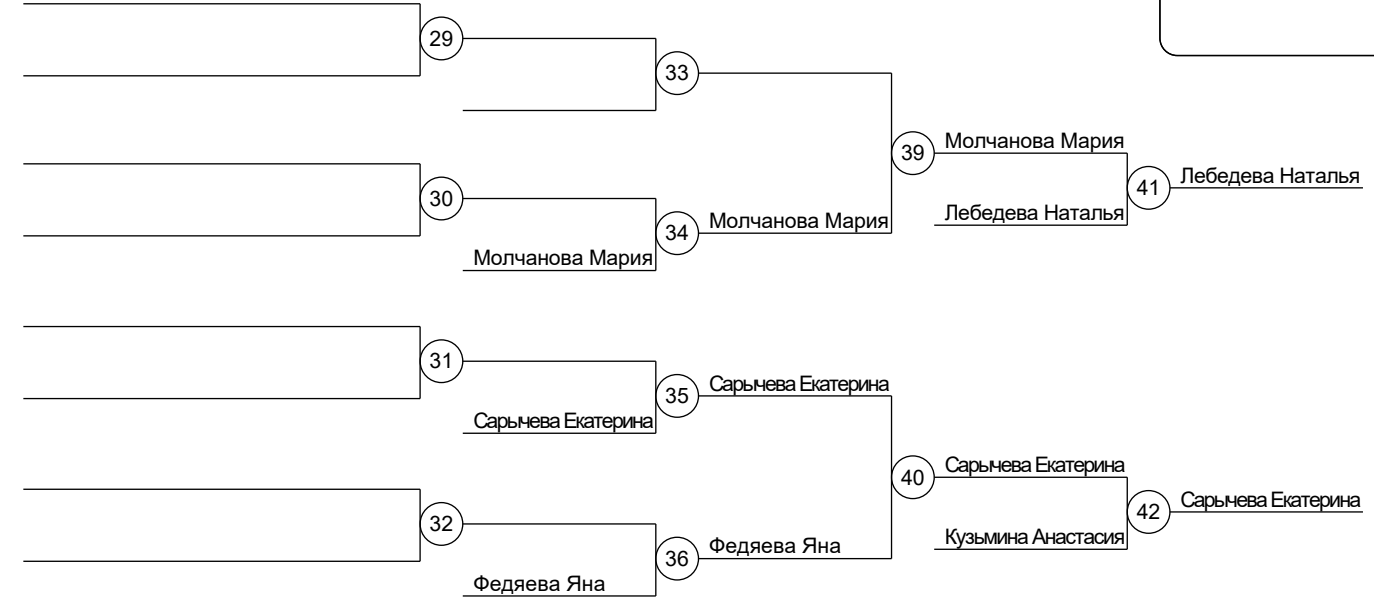 29
33
Молчанова Мария
39
Лебедева Наталья
41
30
Лебедева Наталья
Молчанова Мария
34
Молчанова Мария
31
Сарычева Екатерина
35
Сарычева Екатерина
Сарычева Екатерина
40
Сарычева Екатерина
42
32
Кузьмина Анастасия
Федяева Яна
36
Федяева Яна